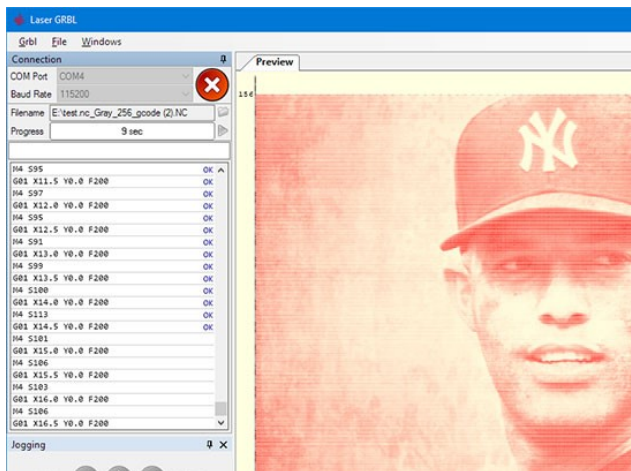 Laser GRBL
Grbl File Windows
Connection
COM Port COM4
Baud Rate 115200
Filename E:\test.nc_Gray_256_gcode (2).NC
Progress 9 sec
M4 S95 OK
G01 X11.5 Y0.0 F200 OK
M4 S97 OK
G01 X12.0 Y0.0 F200 OK
M4 S95 OK
G01 X12.5 Y0.0 F200 OK
M4 S91 OK
G01 X13.0 Y0.0 F200 OK
M4 S99 OK
G01 X13.5 Y0.0 F200 OK
M4 S100 OK
G01 X14.0 Y0.0 F200 OK
M4 S113 OK
G01 X14.5 Y0.0 F200 OK
M4 S101
G01 X15.0 Y0.0 F200
M4 S106
G01 X15.5 Y0.0 F200
M4 S103
G01 X16.0 Y0.0 F200
M4 S106
G01 X16.5 Y0.0 F200
Jogging
Preview
156
NY